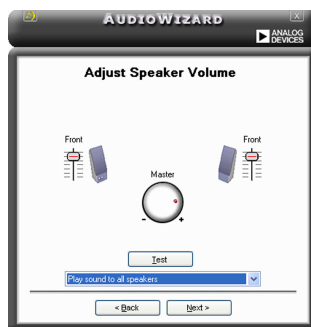 AUDIOWIZARD
ANALOG
DEVICES
Adjust Speaker Volume
Front
Front
Master
- +
Test
Play sound to all speakers
< Back
Next >